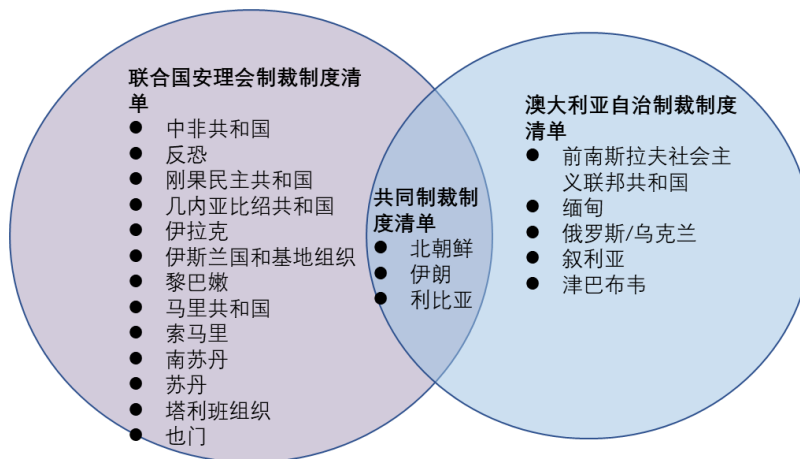 联合国安理会制裁制度清
单
● 中非共和国
● 反恐
● 刚果民主共和国
● 几内亚比绍共和国
● 伊拉克
● 伊斯兰国和基地组织
● 黎巴嫩
● 马里共和国
● 索马里
● 南苏丹
● 苏丹
● 塔利班组织
● 也门
共同制裁制
度清单
● 北朝鲜
● 伊朗
● 利比亚
澳大利亚自治制裁制度
清单
● 前南斯拉夫社会主
义联邦共和国
● 缅甸
● 俄罗斯/乌克兰
● 叙利亚
● 津巴布韦